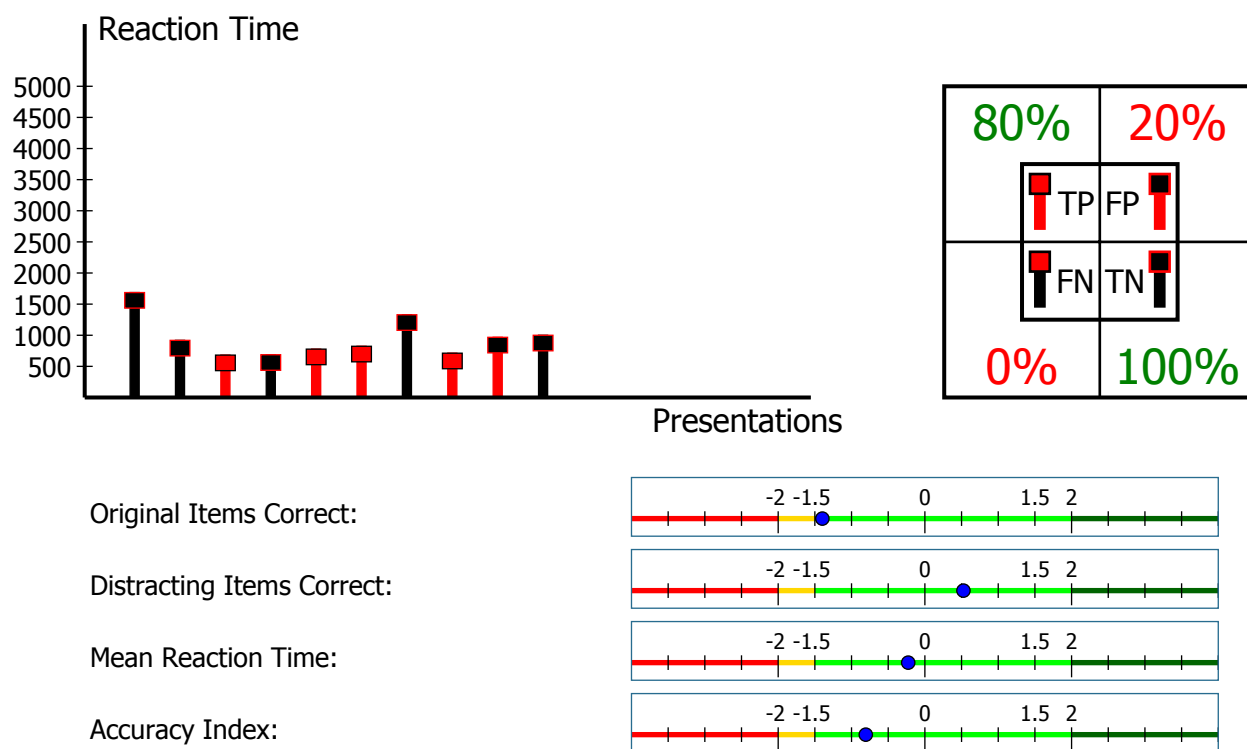 Reaction Time
5000
4500
4000
3500
3000
2500
2000
1500
1000
500
Presentations
80% 20%
TP FP
FN TN
0% 100%
Original Items Correct: -2 -1.5 0 1.5 2
Distracting Items Correct: -2 -1.5 0 1.5 2
Mean Reaction Time: -2 -1.5 0 1.5 2
Accuracy Index: -2 -1.5 0 1.5 2